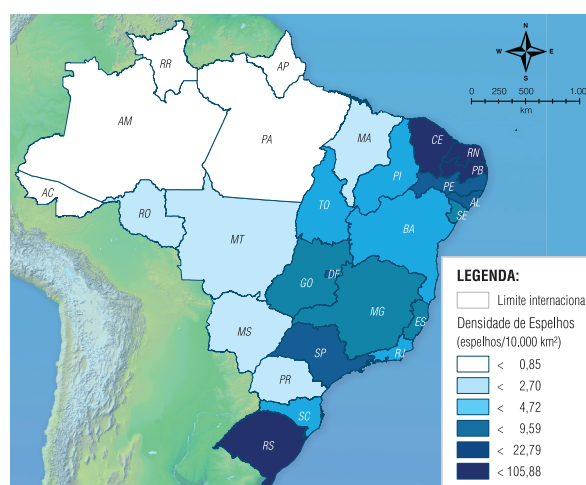 N
W E
S
0 250 500 1.00
km
RR
AP
AM
PA
MA
CE
RN
PB
PI
PE
AC
AL
TO
SE
RO
BA
MT
DF
GO
MG
MS
ES
SP
RJ
PR
SC
RS
LEGENDA:
Limite internaciona
Densidade de Espelhos
(espelhos/10.000 km²)
< 0,85
< 2,70
< 4,72
< 9,59
< 22,79
< 105,88